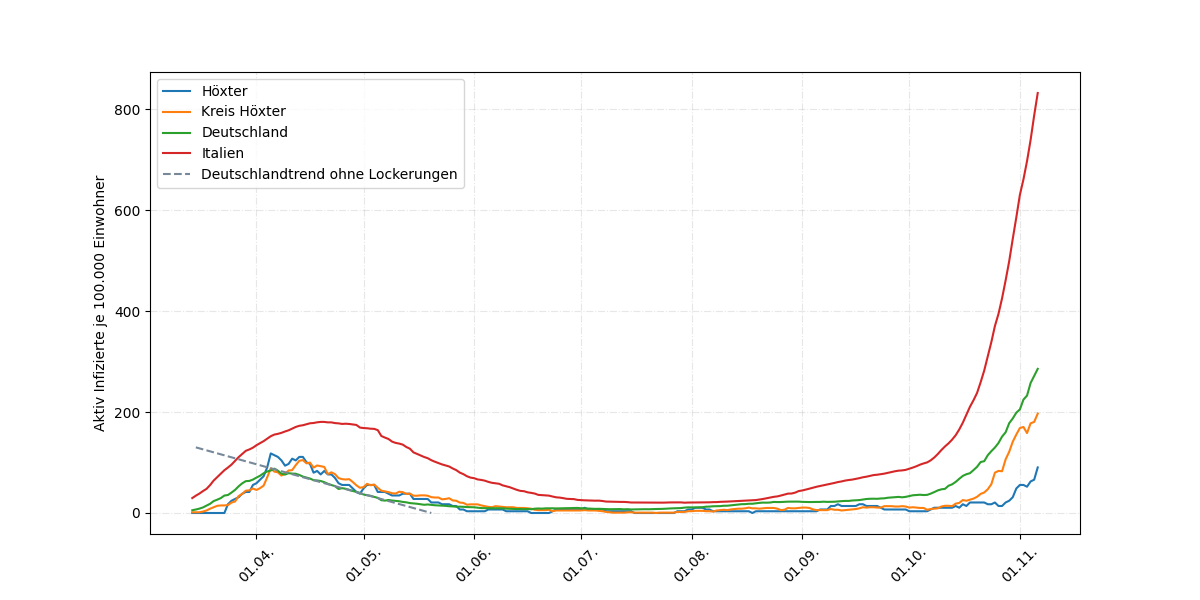 Höxter
Kreis Höxter
Deutschland
Italien
Deutschlandtrend ohne Lockerungen
Aktiv Infizierte je 100.000 Einwohner
800
600
400
200
0
01.04. 01.05. 01.06. 01.07. 01.08. 01.09. 01.10. 01.11.